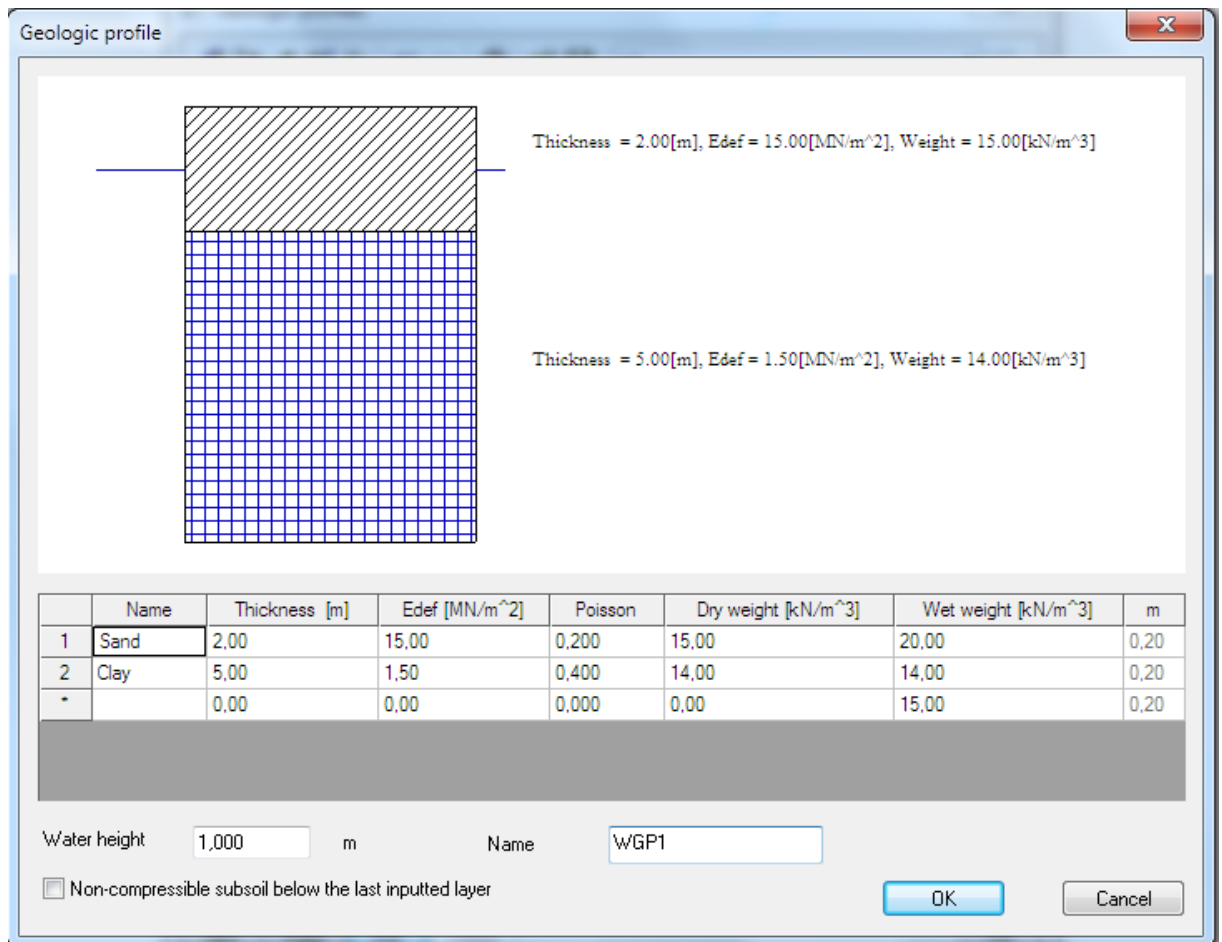 Geologic profile
Thickness = 2.00[m], Edef = 15.00[MN/m^2], Weight = 15.00[kN/m^3]
Thickness = 5.00[m], Edef = 1.50[MN/m^2], Weight = 14.00[kN/m^3]
Name Thickness [m] Edef [MN/m^2] Poisson Dry weight [kN/m^3] Wet weight [kN/m^3] m
1 Sand 2,00 15,00 0,200 15,00 20,00 0,20
2 Clay 5,00 1,50 0,400 14,00 14,00 0,20
* 0,00 0,00 0,000 0,00 15,00 0,20
Water height 1,000 m Name WGP1
Non-compressible subsoil below the last inputted layer
OK Cancel